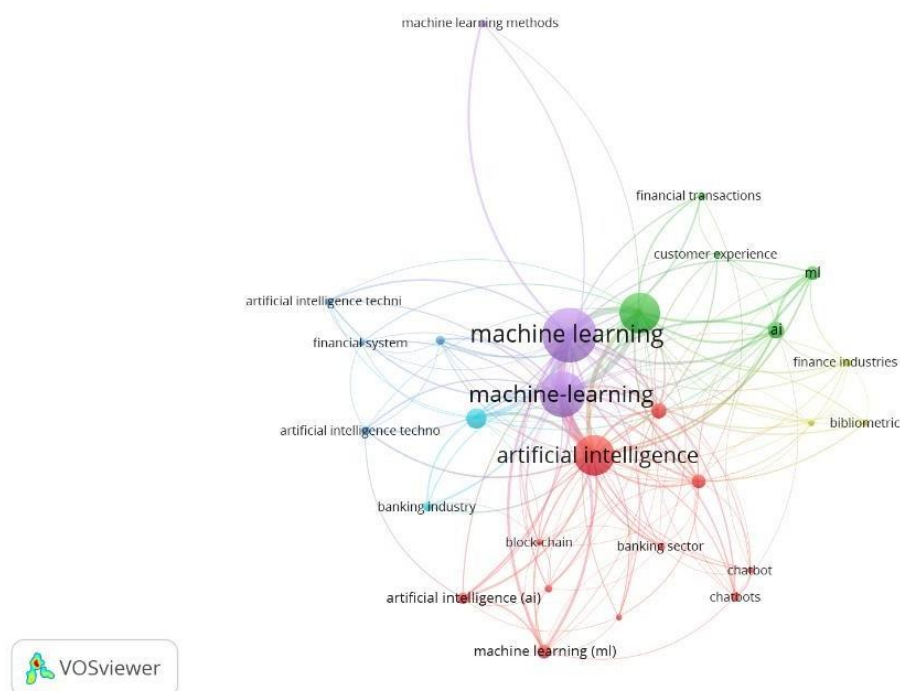 machine learning methods
financial transactions
customer experience
ml
artificial intelligence techni
machine learning
ai
financial system
finance industries
machine-learning
bibliometric
artificial intelligence techno
artificial intelligence
banking industry
block-chain
banking sector
chatbot
artificial intelligence (ai)
chatbots
machine learning (ml)
VOSviewer